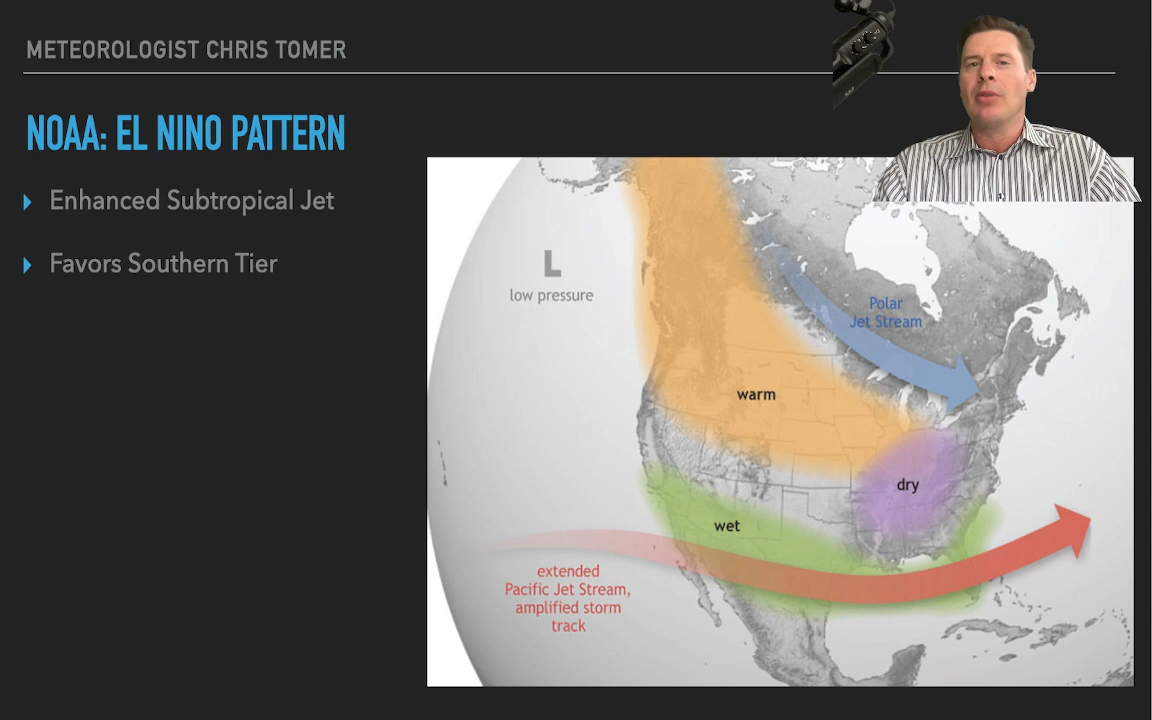 METEOROLOGIST CHRIS TOMER
NOAA: EL NINO PATTERN
Enhanced Subtropical Jet
Favors Southern Tier
L
low pressure
Polar
Jet Stream
warm
dry
wet
extended
Pacific Jet Stream,
amplified storm
track